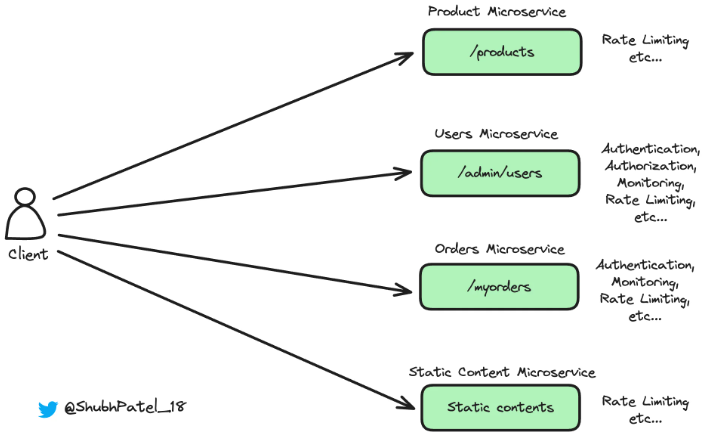 Product Microservice
/products
Rate Limiting
etc...
Users Microservice
/admin/users
Authentication,
Authorization,
Monitoring,
Rate Limiting,
etc...
Client
Orders Microservice
/myorders
Authentication,
Monitoring,
Rate Limiting,
etc...
Static Content Microservice
Static contents
Rate Limiting
etc...
@ShubhPatel_18